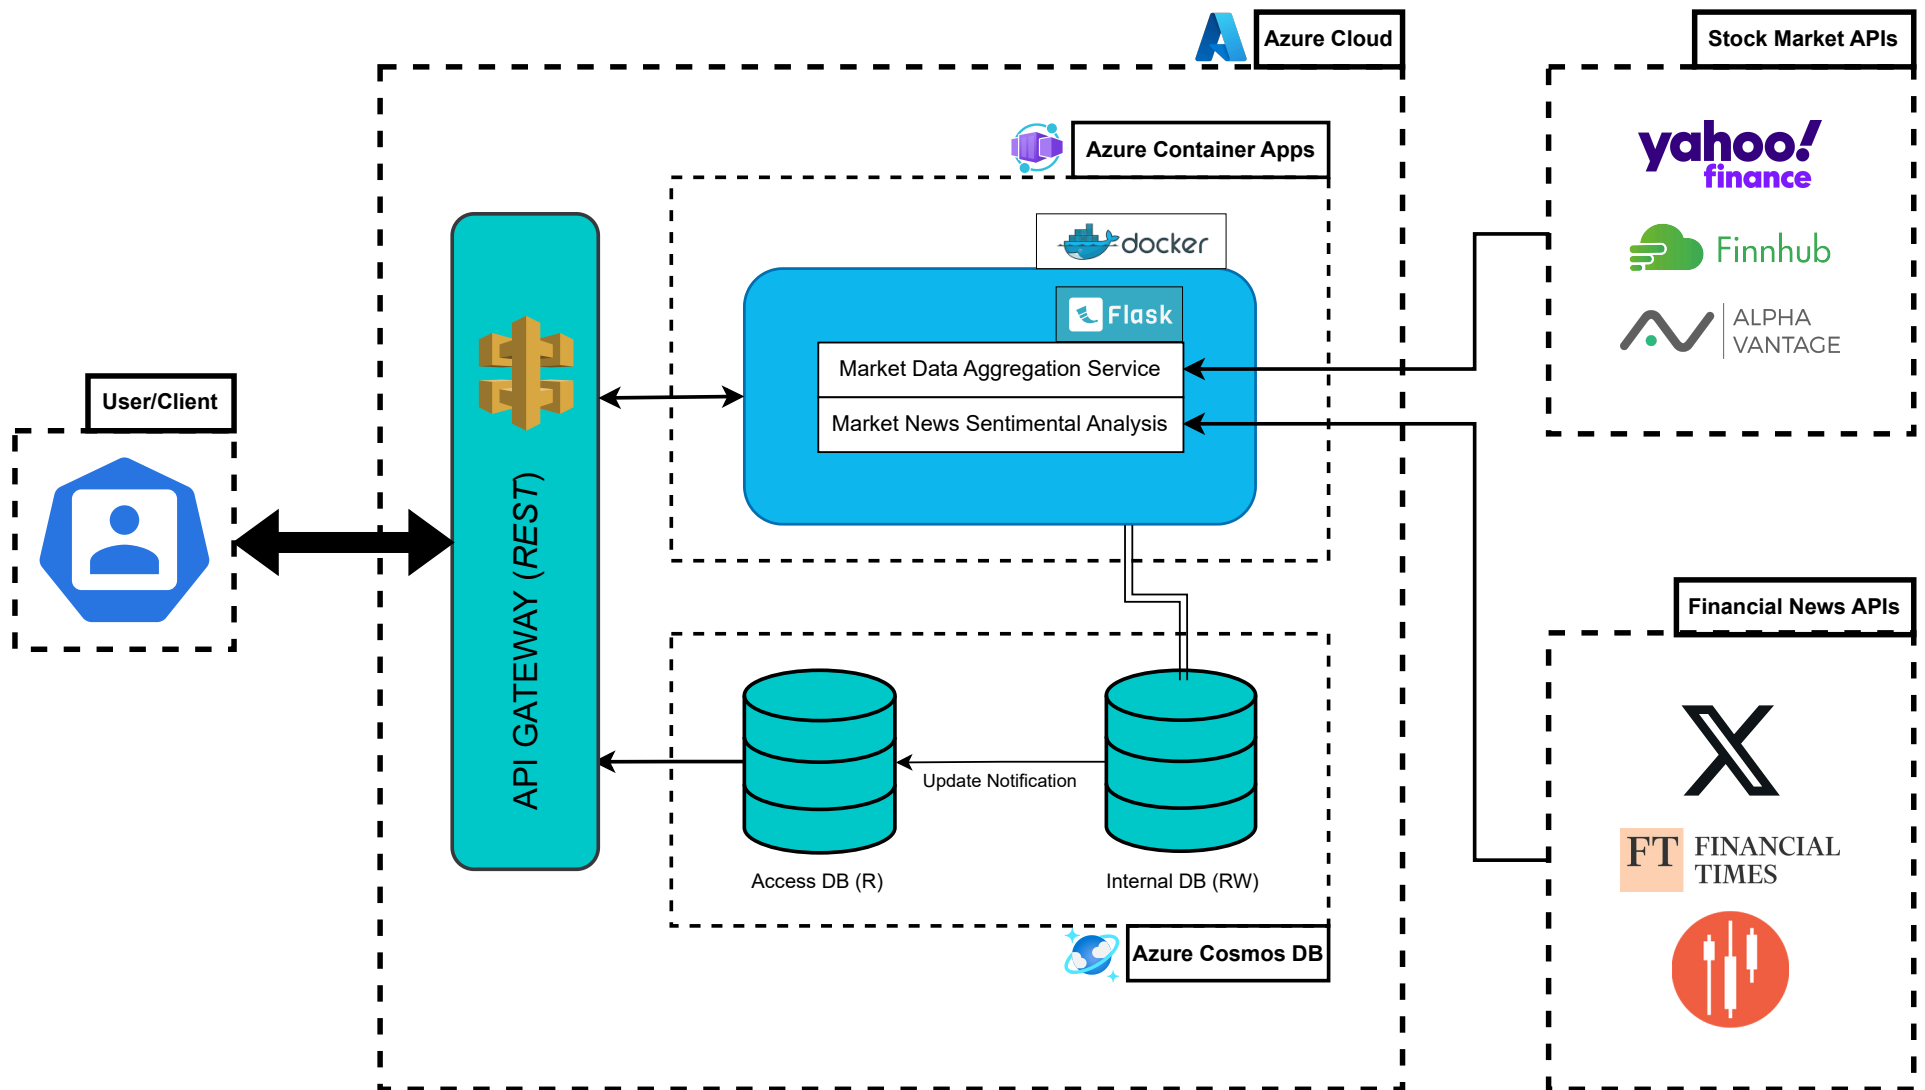 Azure Cloud
Stock Market APIs
Azure Container Apps
yahoo!
finance
docker
Finnhub
Flask
ALPHA
VANTAGE
Market Data Aggregation Service
User/Client
Market News Sentimental Analysis
API GATEWAY (REST)
Financial News APIs
X
Update Notification
FT FINANCIAL
TIMES
Access DB (R)
Internal DB (RW)
Azure Cosmos DB